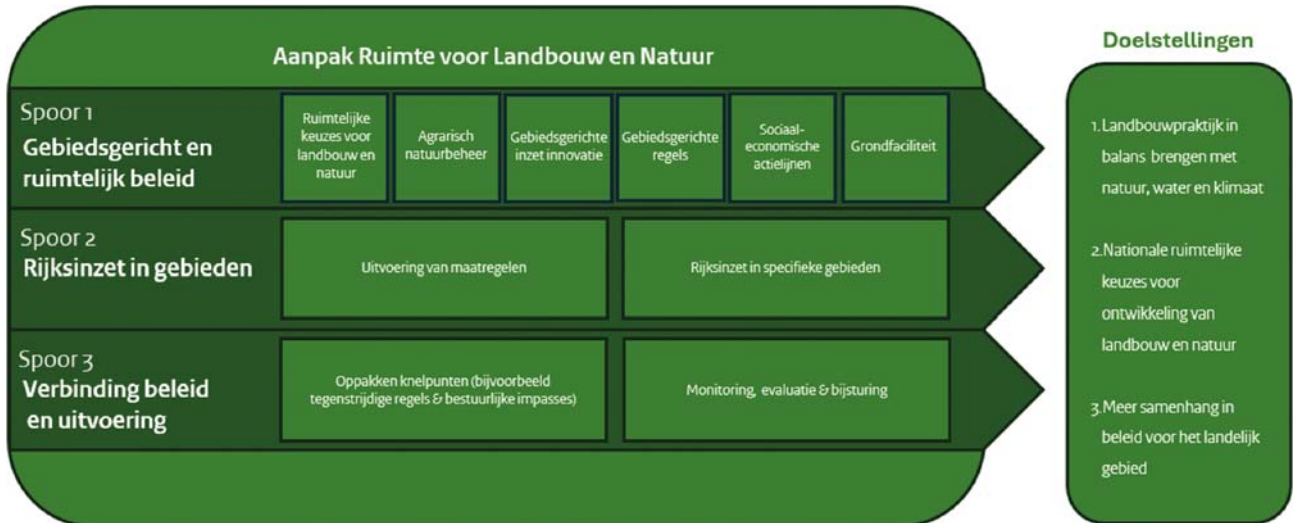 Aanpak Ruimte voor Landbouw en Natuur
Spoor 1
Gebiedsgericht en
ruimtelijk beleid
Ruimtelijke
keuzes voor
landbouw en
natuur
Agrarisch
natuurbeheer
Gebiedsgerichte
inzet innovatie
Gebiedsgerichte
regels
Sociaal-
economische
actielijnen
Grondfaciliteit
Spoor 2
Rijksinzet in gebieden
Uitvoering van maatregelen
Rijksinzet in specifieke gebieden
Spoor 3
Verbinding beleid
en uitvoering
Oppakken knelpunten (bijvoorbeeld
tegenstrijdige regels & bestuurlijke impasses)
Monitoring, evaluatie & bijsturing
Doelstellingen
1.Landbouwpraktijk in
balans brengen met
natuur, water en klimaat
2.Nationale ruimtelijke
keuzes voor
ontwikkeling van
landbouw en natuur
3.Meer samenhang in
beleid voor het landelijk
gebied